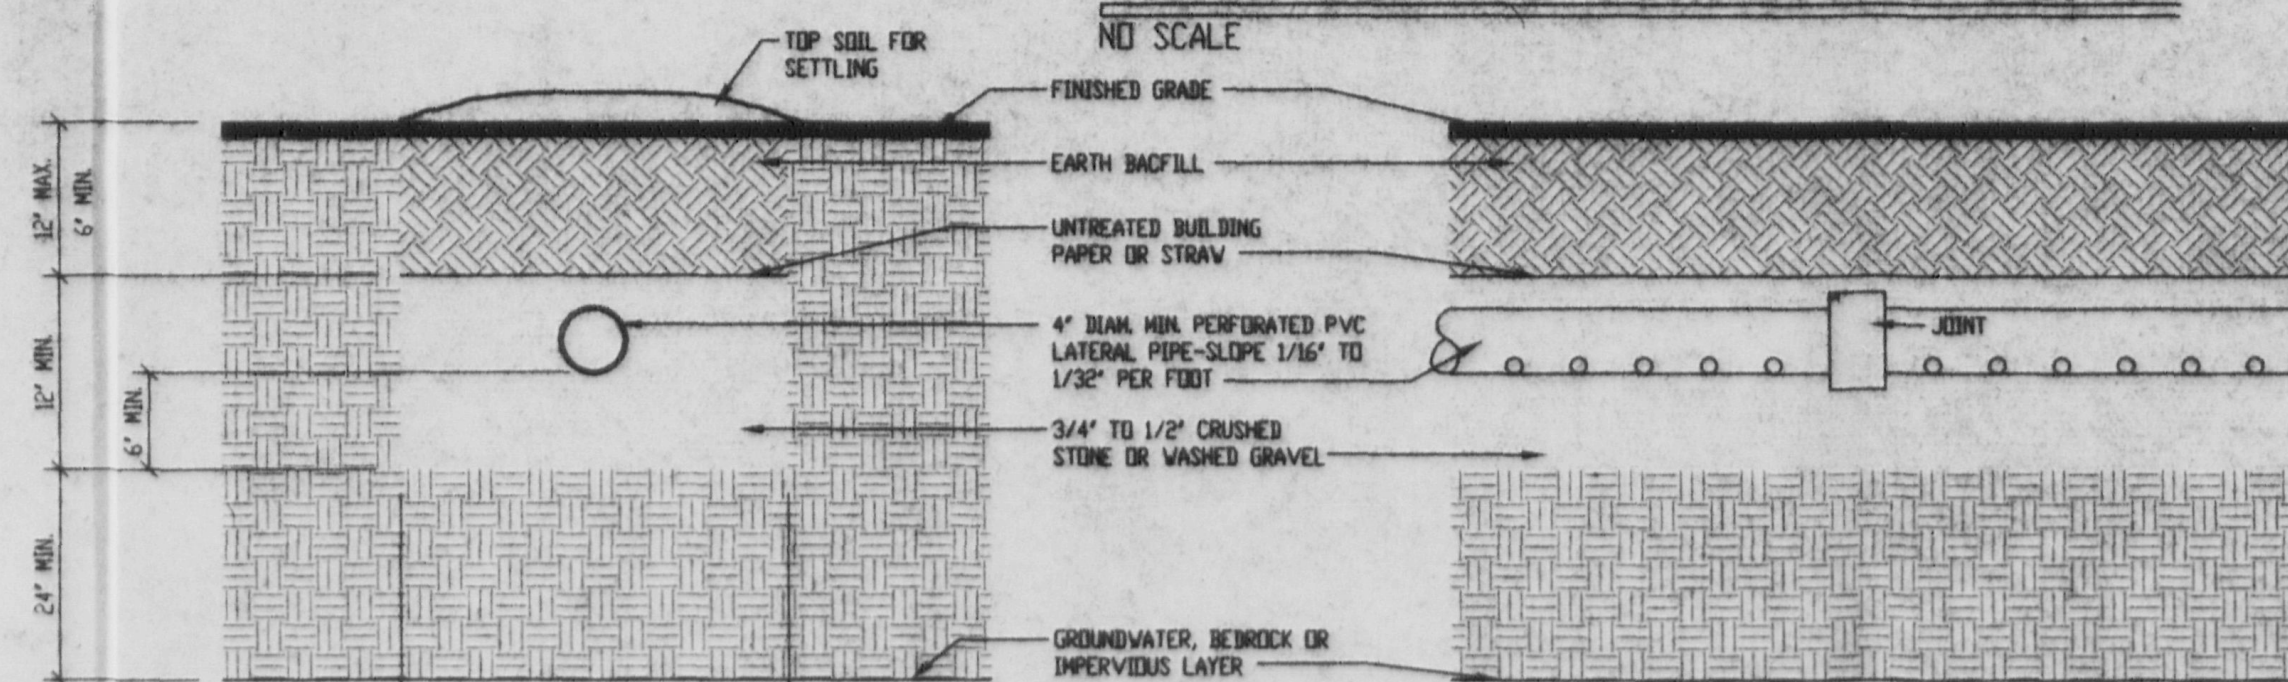 NO SCALE
TOP SOIL FOR
SETTLING
FINISHED GRADE
EARTH BACFILL
UNTREATED BUILDING
PAPER OR STRAW
4" DIAM. MIN. PERFORATED PVC
LATERAL PIPE-SLOPE 1/16" TO
1/32" PER FOOT
JOINT
3/4" TO 1/2" CRUSHED
STONE OR WASHED GRAVEL
GROUNDWATER, BEDROCK OR
IMPERVIOUS LAYER
12" MAX.
6" MIN.
12" MIN.
6" MIN.
24" MIN.